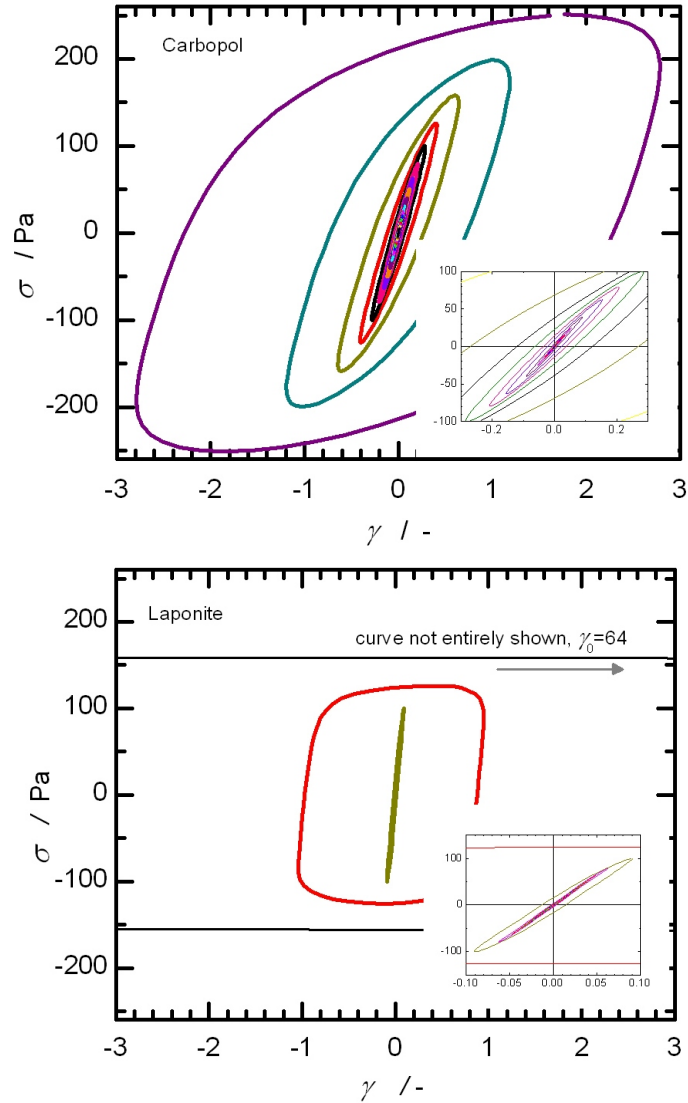 Carbopol
200
100
0
-100
-200
σ / Pa
100
50
0
-50
-100
-0.2 0.0 0.2
-3 -2 -1 0 1 2 3
γ / -
Laponite
curve not entirely shown, γ₀=64
200
100
0
-100
-200
σ / Pa
100
0
-100
-0.10 -0.05 0.00 0.05 0.10
-3 -2 -1 0 1 2 3
γ /-